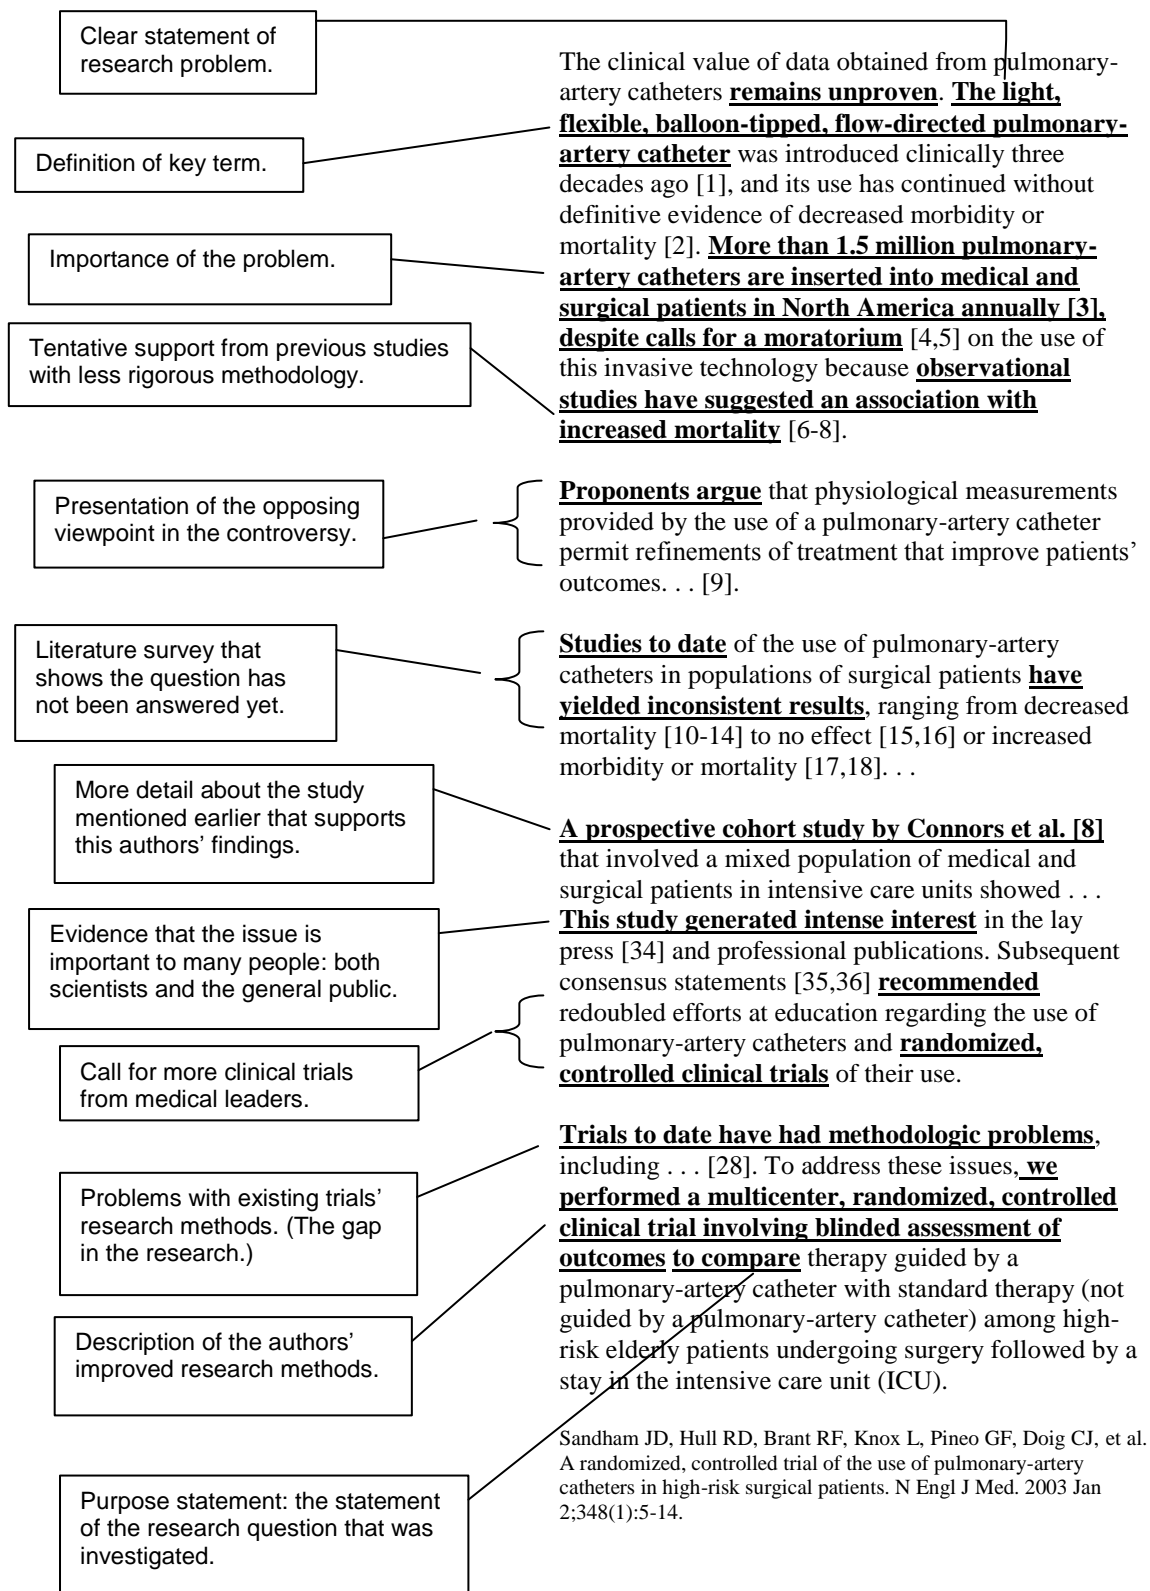 Clear statement of
research problem.
Definition of key term.
Importance of the problem.
Tentative support from previous studies
with less rigorous methodology.
Presentation of the opposing
viewpoint in the controversy.
Literature survey that
shows the question has
not been answered yet.
More detail about the study
mentioned earlier that supports
this authors’ findings.
Evidence that the issue is
important to many people: both
scientists and the general public.
Call for more clinical trials
from medical leaders.
Problems with existing trials’
research methods. (The gap
in the research.)
Description of the authors’
improved research methods.
Purpose statement: the statement
of the research question that was
investigated.
The clinical value of data obtained from pulmonary-
artery catheters remains unproven. The light,
flexible, balloon-tipped, flow-directed pulmonary-
artery catheter was introduced clinically three
decades ago [1], and its use has continued without
definitive evidence of decreased morbidity or
mortality [2]. More than 1.5 million pulmonary-
artery catheters are inserted into medical and
surgical patients in North America annually [3],
despite calls for a moratorium [4,5] on the use of
this invasive technology because observational
studies have suggested an association with
increased mortality [6-8].
Proponents argue that physiological measurements
provided by the use of a pulmonary-artery catheter
permit refinements of treatment that improve patients’
outcomes. . . [9].
Studies to date of the use of pulmonary-artery
catheters in populations of surgical patients have
yielded inconsistent results, ranging from decreased
mortality [10-14] to no effect [15,16] or increased
morbidity or mortality [17,18]. . .
A prospective cohort study by Connors et al. [8]
that involved a mixed population of medical and
surgical patients in intensive care units showed . . .
This study generated intense interest in the lay
press [34] and professional publications. Subsequent
consensus statements [35,36] recommended
redoubled efforts at education regarding the use of
pulmonary-artery catheters and randomized,
controlled clinical trials of their use.
Trials to date have had methodologic problems,
including . . . [28]. To address these issues, we
performed a multicenter, randomized, controlled
clinical trial involving blinded assessment of
outcomes to compare therapy guided by a
pulmonary-artery catheter with standard therapy (not
guided by a pulmonary-artery catheter) among high-
risk elderly patients undergoing surgery followed by a
stay in the intensive care unit (ICU).
Sandham JD, Hull RD, Brant RF, Knox L, Pineo GF, Doig CJ, et al.
A randomized, controlled trial of the use of pulmonary-artery
catheters in high-risk surgical patients. N Engl J Med. 2003 Jan
2;348(1):5-14.